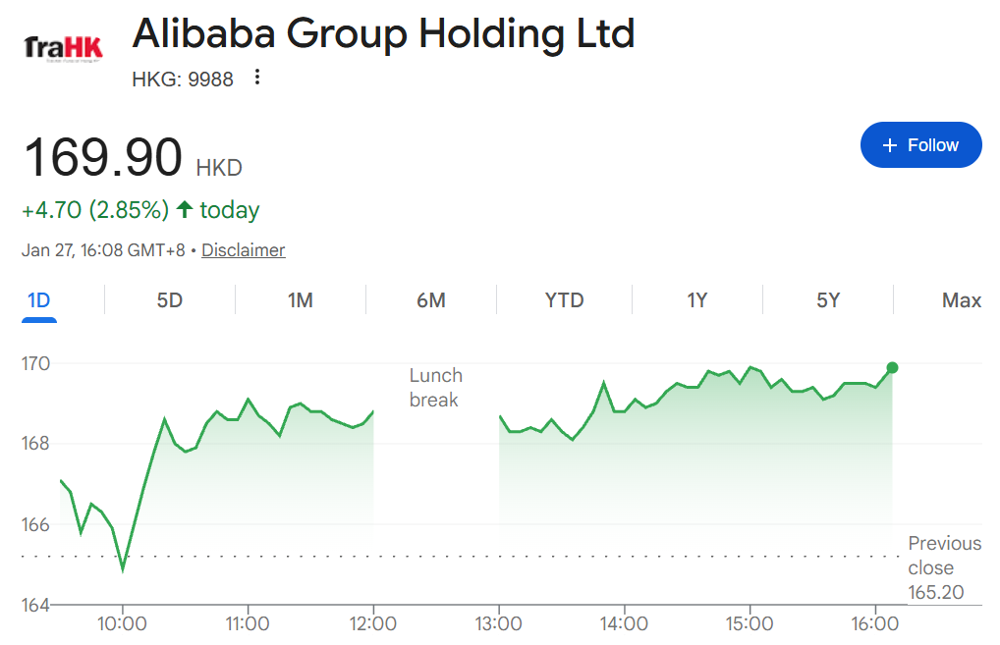 Alibaba Group Holding Ltd
TraHK
HKG: 9988
169.90 HKD
+ Follow
+4.70 (2.85%) ↑ today
Jan 27, 16:08 GMT+8 • Disclaimer
1D 5D 1M 6M YTD 1Y 5Y Max
170
Lunch
break
168
166
Previous
close
165.20
164
10:00 11:00 12:00 13:00 14:00 15:00 16:00